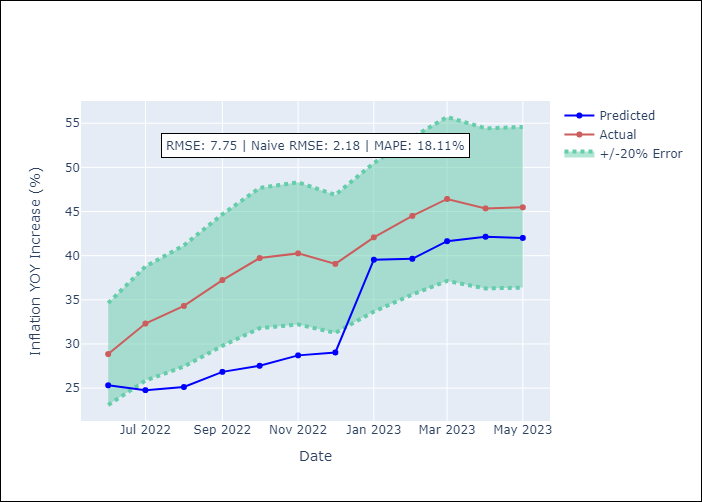 Predicted
Actual
+/-20% Error
RMSE: 7.75 | Naive RMSE: 2.18 | MAPE: 18.11%
Inflation YOY Increase (%)
55
50
45
40
35
30
25
Jul 2022
Sep 2022
Nov 2022
Jan 2023
Mar 2023
May 2023
Date